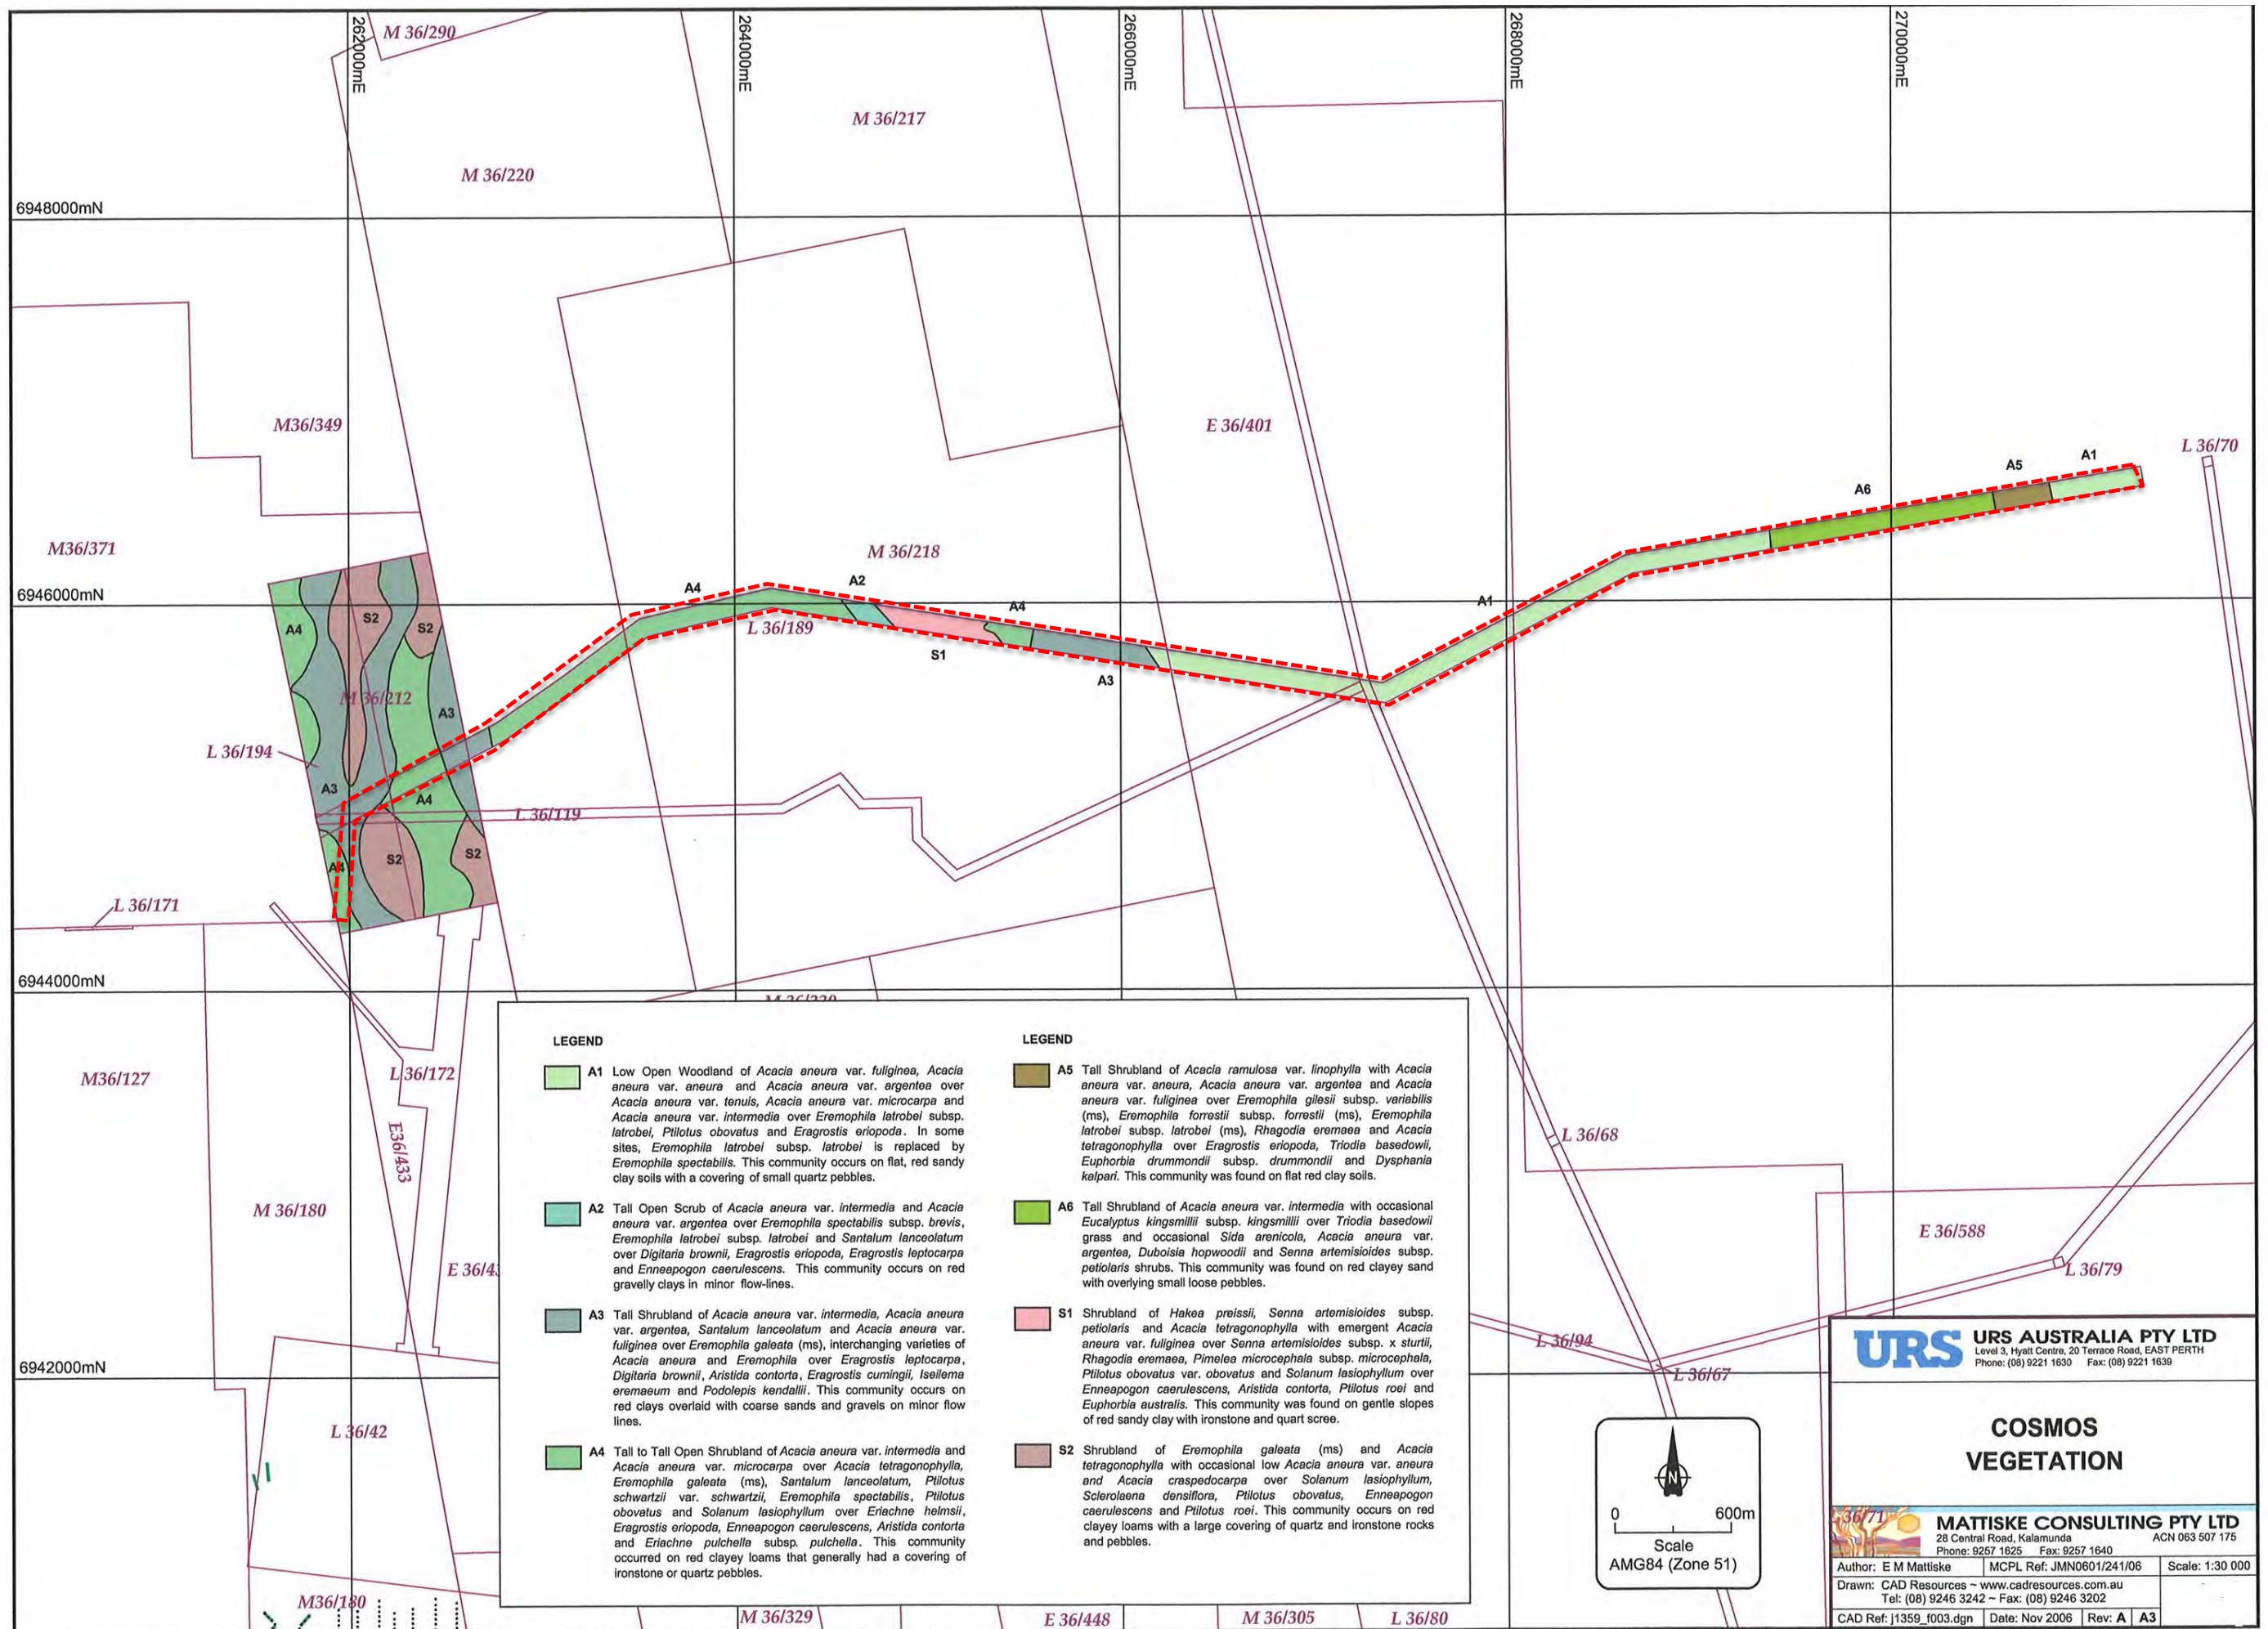 262000mE
264000mE
266000mE
268000mE
270000mE
M 36/290
M 36/217
M 36/220
6948000mN
M36/349
E 36/401
L 36/70
A1
A5
A6
M36/371
M 36/218
6946000mN
A4
A2
A4
A1
S2
S2
A4
L 36/189
S1
A3
M 36/212
A3
L 36/194
A3
A4
L 36/119
A4
S2
S2
L 36/171
6944000mN
M36/127
L 36/172
E36/433
M 36/180
L 36/68
E 36/588
L 36/79
L 36/94
L 36/67
6942000mN
L 36/42
M36/180
M 36/329
E 36/448
M 36/305
L 36/80
LEGEND
A1 Low Open Woodland of Acacia aneura var. fuliginea, Acacia
aneura var. aneura and Acacia aneura var. argentea over
Acacia aneura var. tenuis, Acacia aneura var. microcarpa and
Acacia aneura var. intermedia over Eremophila latrobei subsp.
latrobei, Ptilotus obovatus and Eragrostis eriopoda. In some
sites, Eremophila latrobei subsp. latrobei is replaced by
Eremophila spectabilis. This community occurs on flat, red sandy
clay soils with a covering of small quartz pebbles.
A2 Tall Open Scrub of Acacia aneura var. intermedia and Acacia
aneura var. argentea over Eremophila spectabilis subsp. brevis,
Eremophila latrobei subsp. latrobei and Santalum lanceolatum
over Digitaria brownii, Eragrostis eriopoda, Eragrostis leptocarpa
and Enneapogon caerulescens. This community occurs on red
gravelly clays in minor flow-lines.
A3 Tall Shrubland of Acacia aneura var. intermedia, Acacia aneura
var. argentea, Santalum lanceolatum and Acacia aneura var.
fuliginea over Eremophila galeata (ms), interchanging varieties of
Acacia aneura and Eremophila over Eragrostis leptocarpa,
Digitaria brownii, Aristida contorta, Eragrostis cumingii, Iseilema
eremaeum and Podolepis kendallii. This community occurs on
red clays overlaid with coarse sands and gravels on minor flow
lines.
A4 Tall to Tall Open Shrubland of Acacia aneura var. intermedia and
Acacia aneura var. microcarpa over Acacia tetragonophylla,
Eremophila galeata (ms), Santalum lanceolatum, Ptilotus
schwartzii var. schwartzii, Eremophila spectabilis, Ptilotus
obovatus and Solanum lasiophyllum over Eriachne helmsii,
Eragrostis eriopoda, Enneapogon caerulescens, Aristida contorta
and Eriachne pulchella subsp. pulchella. This community
occurred on red clayey loams that generally had a covering of
ironstone or quartz pebbles.
LEGEND
A5 Tall Shrubland of Acacia ramulosa var. linophylla with Acacia
aneura var. aneura, Acacia aneura var. argentea and Acacia
aneura var. fuliginea over Eremophila gilesii subsp. variabilis
(ms), Eremophila forrestii subsp. forrestii (ms), Eremophila
latrobei subsp. latrobei (ms), Rhagodia eremaea and Acacia
tetragonophylla over Eragrostis eriopoda, Triodia basedowii,
Euphorbia drummondii subsp. drummondii and Dysphania
kalpari. This community was found on flat red clay soils.
A6 Tall Shrubland of Acacia aneura var. intermedia with occasional
Eucalyptus kingsmillii subsp. kingsmillii over Triodia basedowii
grass and occasional Sida arenicola, Acacia aneura var.
argentea, Duboisia hopwoodii and Senna artemisioides subsp.
petiolaris shrubs. This community was found on red clayey sand
with overlying small loose pebbles.
S1 Shrubland of Hakea preissii, Senna artemisioides subsp.
petiolaris and Acacia tetragonophylla with emergent Acacia
aneura var. fuliginea over Senna artemisioides subsp. x sturtii,
Rhagodia eremaea, Pimelea microcephala subsp. microcephala,
Ptilotus obovatus var. obovatus and Solanum lasiophyllum over
Enneapogon caerulescens, Aristida contorta, Ptilotus roei and
Euphorbia australis. This community was found on gentle slopes
of red sandy clay with ironstone and quart scree.
S2 Shrubland of Eremophila galeata (ms) and Acacia
tetragonophylla with occasional low Acacia aneura var. aneura
and Acacia craspedocarpa over Solanum lasiophyllum,
Sclerolaena densiflora, Ptilotus obovatus, Enneapogon
caerulescens and Ptilotus roei. This community occurs on red
clayey loams with a large covering of quartz and ironstone rocks
and pebbles.
N
0 600m
Scale
AMG84 (Zone 51)
URS URS AUSTRALIA PTY LTD
Level 3, Hyatt Centre, 20 Terrace Road, EAST PERTH
Phone: (08) 9221 1630 Fax: (08) 9221 1639
COSMOS
VEGETATION
36/71
MATTISKE CONSULTING PTY LTD
28 Central Road, Kalamunda ACN 063 507 175
Phone: 9257 1625 Fax: 9257 1640
Author: E M Mattiske MCPL Ref: JMN0601/241/06 Scale: 1:30 000
Drawn: CAD Resources ~ www.cadresources.com.au
Tel: (08) 9246 3242 ~ Fax: (08) 9246 3202
CAD Ref: j1359_f003.dgn Date: Nov 2006 Rev: A A3